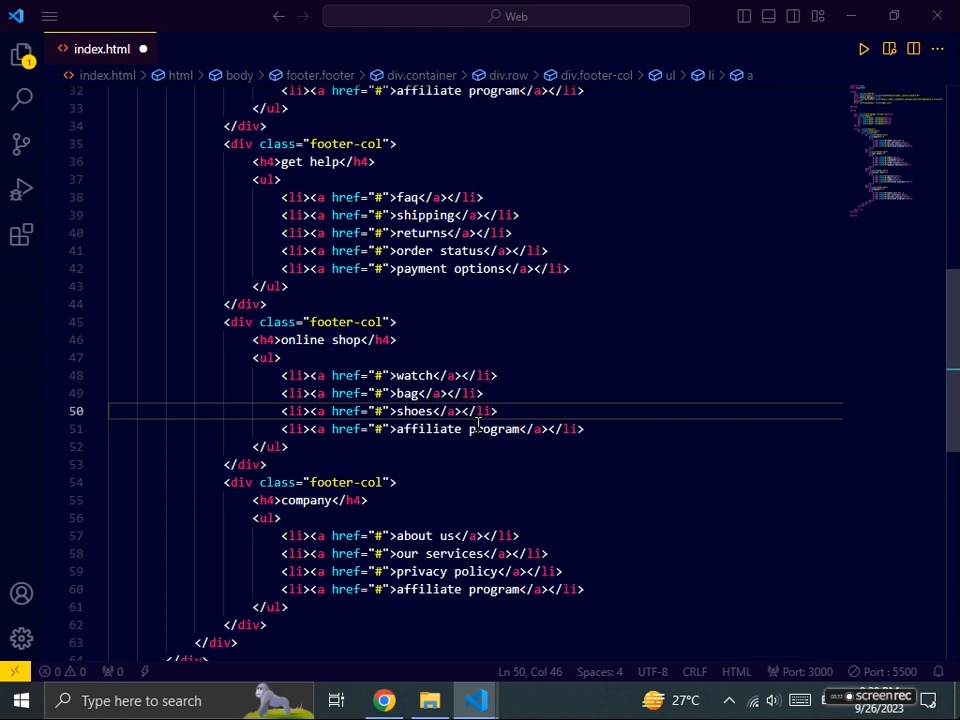 Web
index.html
index.html html body footer.footer div.container div.row div.footer-col ul li a
32 <li><a href="#">affiliate program</a></li>
33 </ul>
34 </div>
35 <div class="footer-col">
36 <h4>get help</h4>
37 <ul>
38 <li><a href="#">faq</a></li>
39 <li><a href="#">shipping</a></li>
40 <li><a href="#">returns</a></li>
41 <li><a href="#">order status</a></li>
42 <li><a href="#">payment options</a></li>
43 </ul>
44 </div>
45 <div class="footer-col">
46 <h4>online shop</h4>
47 <ul>
48 <li><a href="#">watch</a></li>
49 <li><a href="#">bag</a></li>
50 <li><a href="#">shoes</a></li>
51 <li><a href="#">affiliate program</a></li>
52 </ul>
53 </div>
54 <div class="footer-col">
55 <h4>company</h4>
56 <ul>
57 <li><a href="#">about us</a></li>
58 <li><a href="#">our services</a></li>
59 <li><a href="#">privacy policy</a></li>
60 <li><a href="#">affiliate program</a></li>
61 </ul>
62 </div>
63 </div>
64 </div>
0 0 0 Ln 50, Col 46 Spaces: 4 UTF-8 CRLF HTML Port: 3000 Port : 5500
Type here to search
27°C
screenrec
9/26/2023